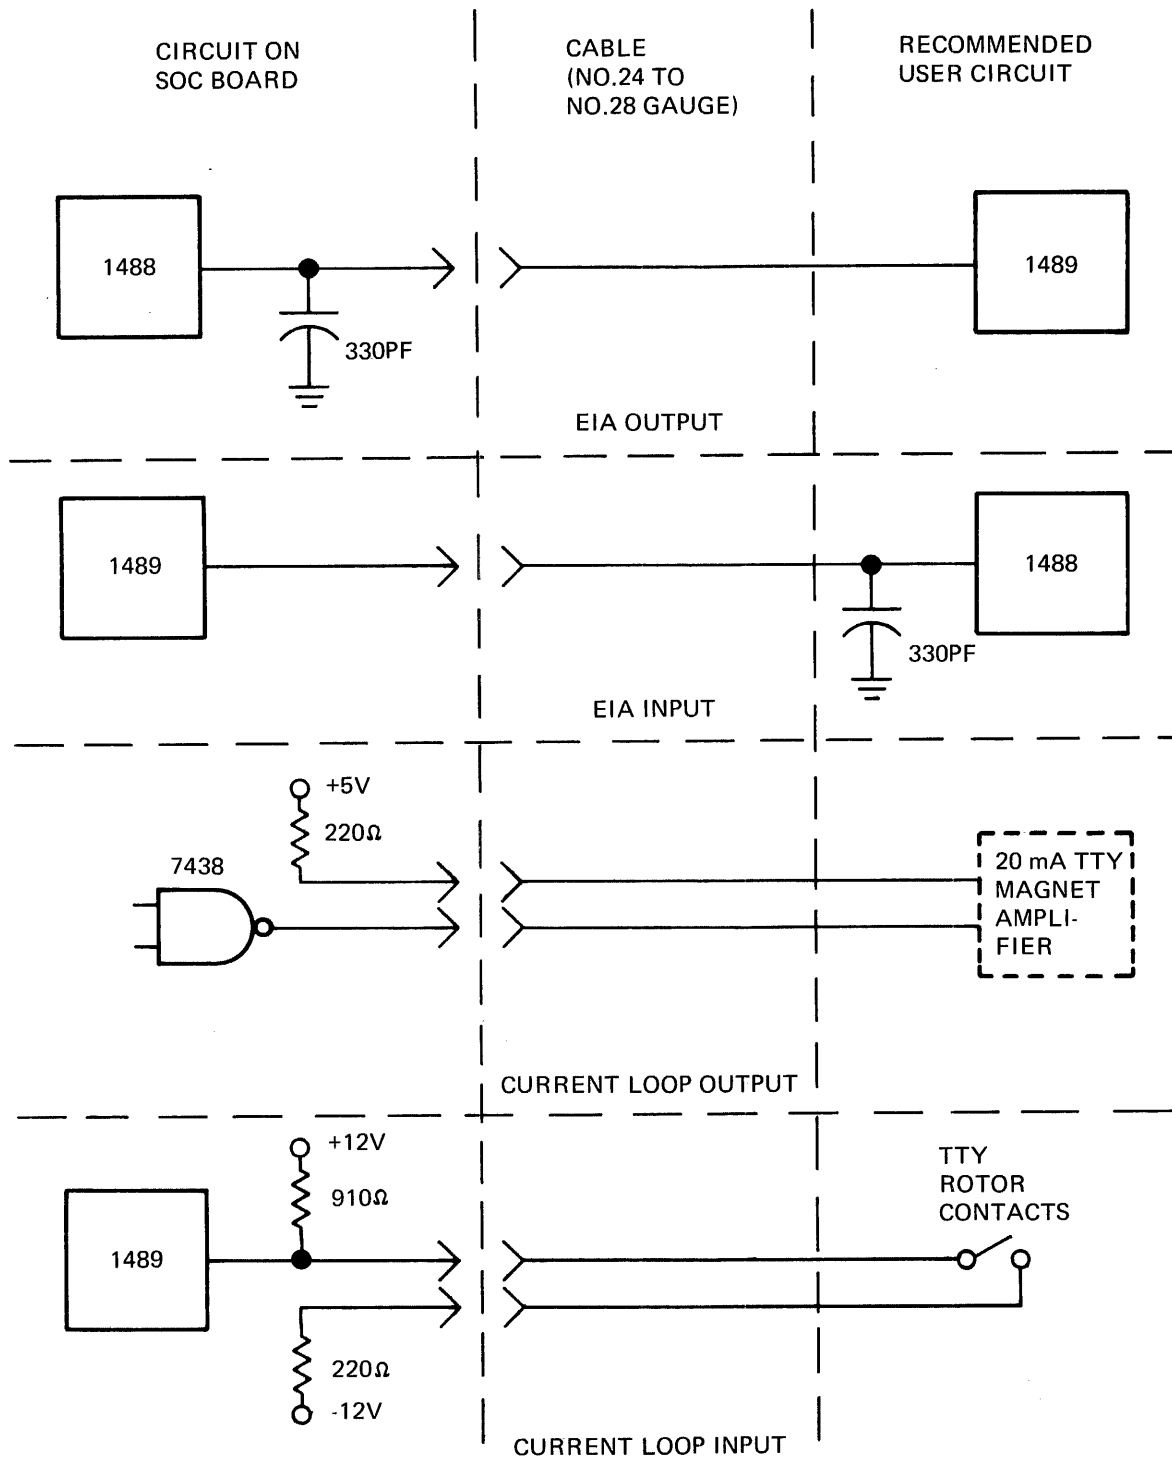 CIRCUIT ON
SOC BOARD
CABLE
(NO.24 TO
NO.28 GAUGE)
RECOMMENDED
USER CIRCUIT
1488
330PF
1489
EIA OUTPUT
1489
1488
330PF
EIA INPUT
+5V
220Ω
7438
20 mA TTY
MAGNET
AMPLI-
FIER
CURRENT LOOP OUTPUT
+12V
910Ω
1489
TTY
ROTOR
CONTACTS
220Ω
-12V
CURRENT LOOP INPUT